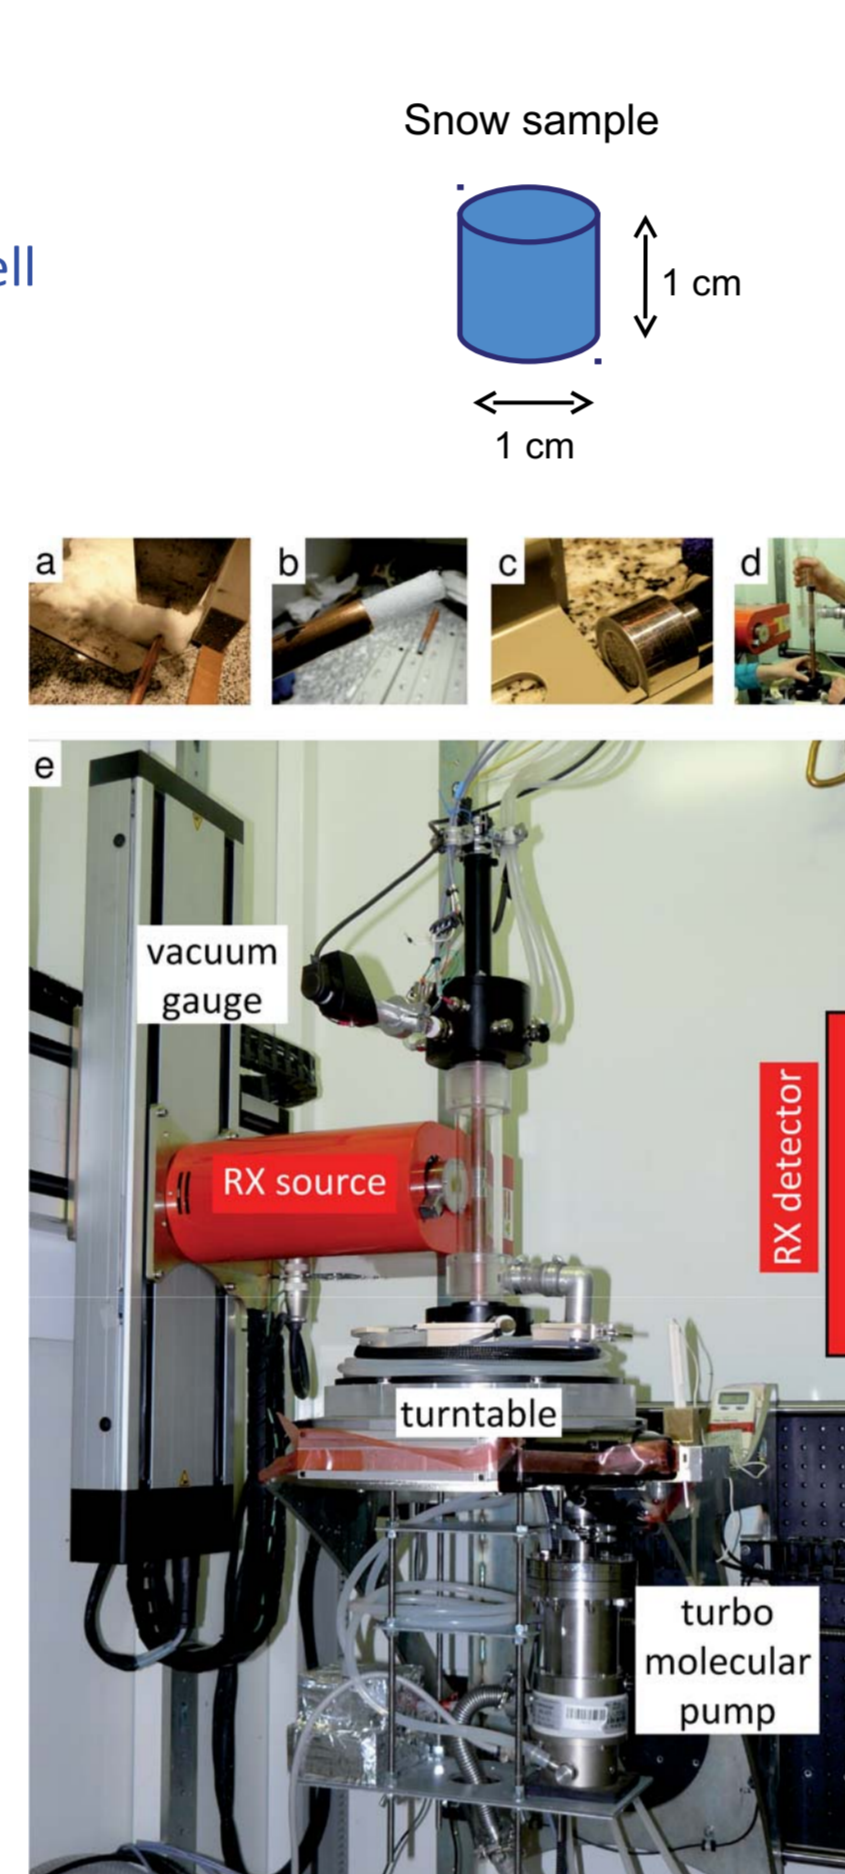 Snow sample
ell
1 cm
1 cm
a
b
c
d
e
vacuum
gauge
RX source
RX detector
turntable
turbo
molecular
pump